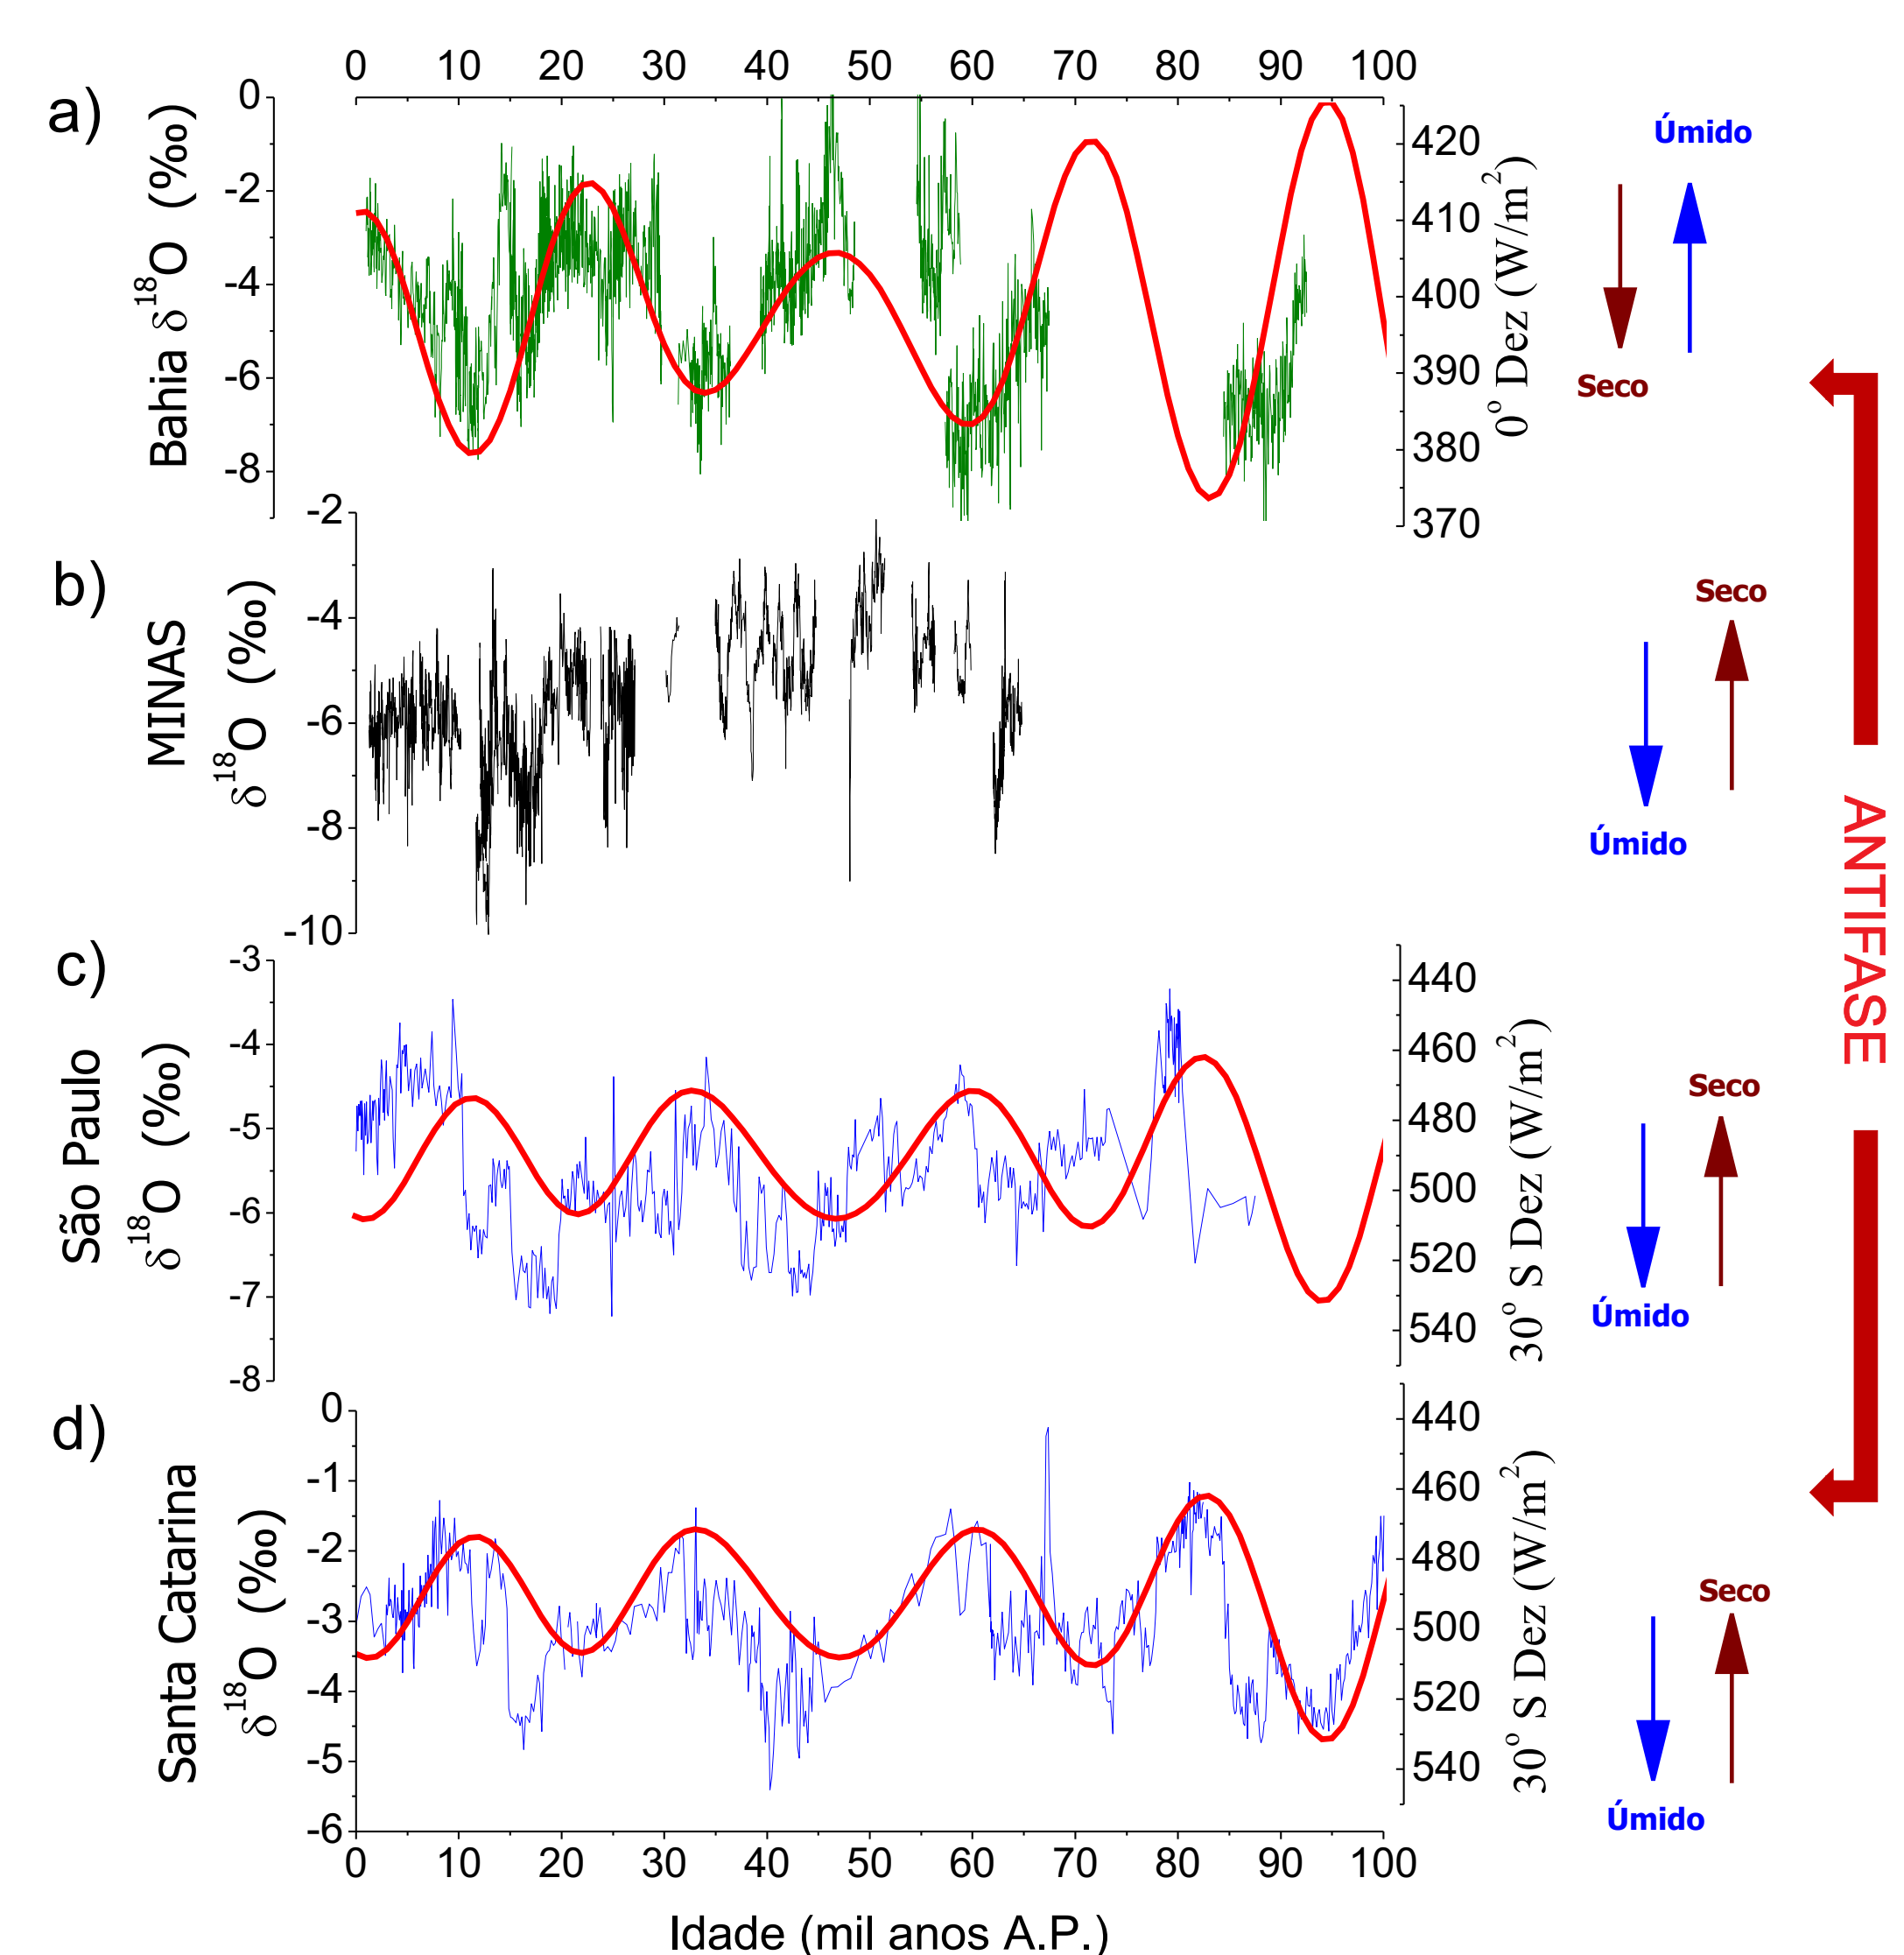 0 10 20 30 40 50 60 70 80 90 100
a)
Bahia δ18O (‰)
0
-2
-4
-6
-8
420
410
400
390
380
370
0º Dez (W/m2)
Úmido
Seco
b)
MINAS
δ18O (‰)
-2
-4
-6
-8
-10
Seco
Úmido
ANTIFASE
c)
São Paulo
δ18O (‰)
-3
-4
-5
-6
-7
-8
440
460
480
500
520
540
30º S Dez (W/m2)
Seco
Úmido
d)
Santa Catarina
δ18O (‰)
0
-1
-2
-3
-4
-5
-6
440
460
480
500
520
540
30º S Dez (W/m2)
Seco
Úmido
0 10 20 30 40 50 60 70 80 90 100
Idade (mil anos A.P.)